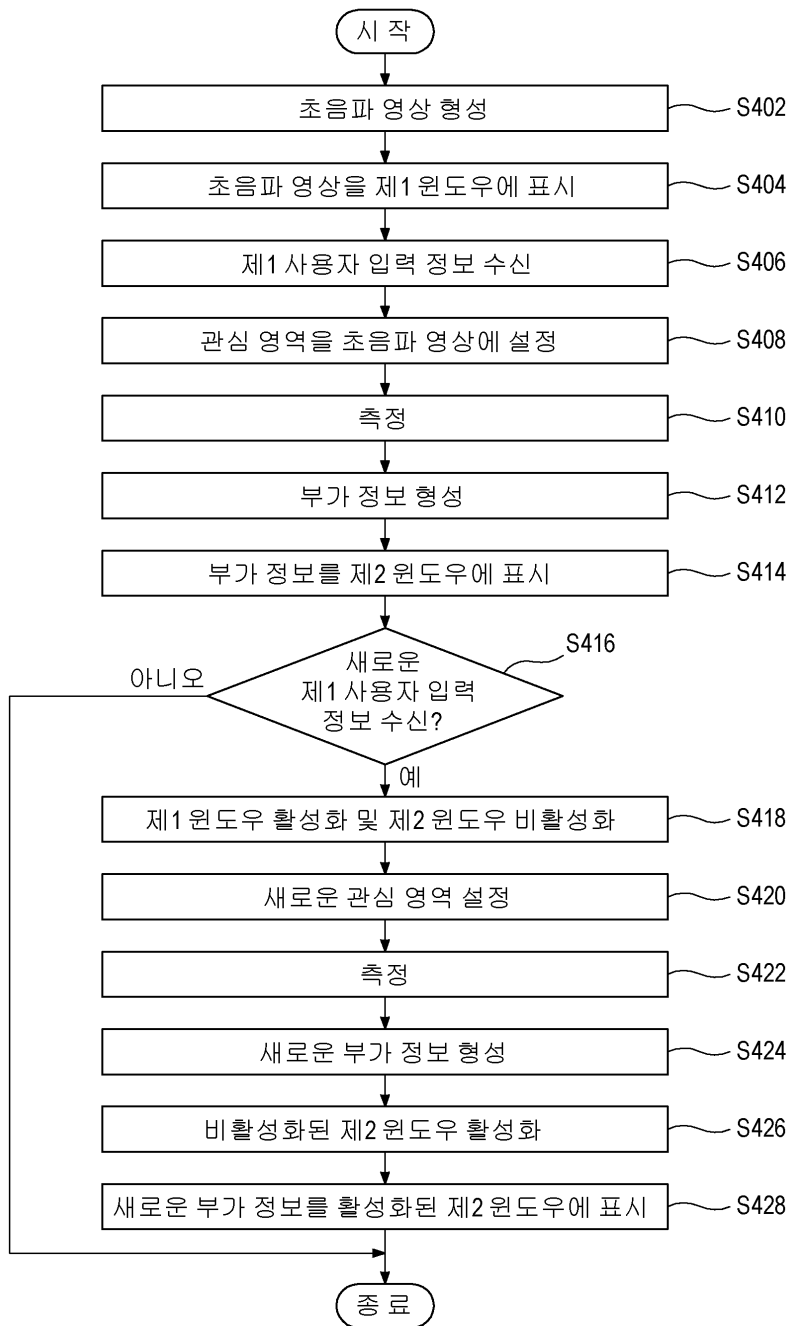 시 작
초음파 영상 형성
S402
초음파 영상을 제1 윈도우에 표시
S404
제1 사용자 입력 정보 수신
S406
관심 영역을 초음파 영상에 설정
S408
측정
S410
부가 정보 형성
S412
부가 정보를 제2 윈도우에 표시
S414
새로운
제1 사용자 입력
정보 수신?
S416
아니오
예
제1 윈도우 활성화 및 제2 윈도우 비활성화
S418
새로운 관심 영역 설정
S420
측정
S422
새로운 부가 정보 형성
S424
비활성화된 제2 윈도우 활성화
S426
새로운 부가 정보를 활성화된 제2 윈도우에 표시
S428
종 료